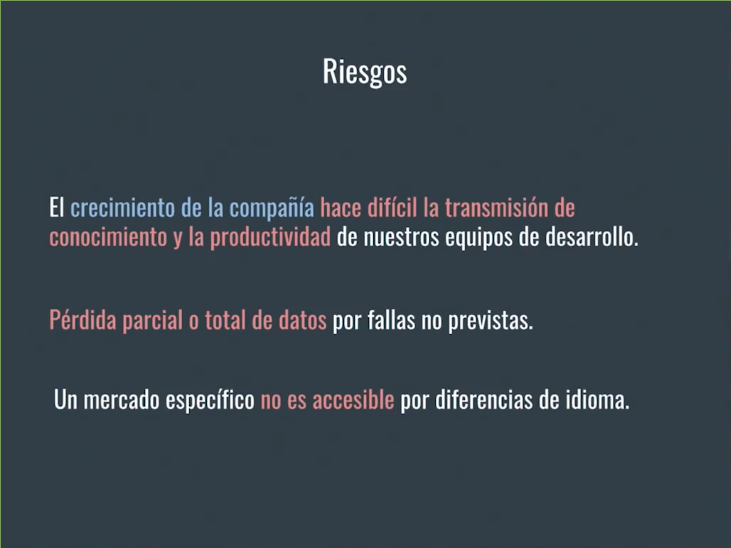 Riesgos
El crecimiento de la compañía hace difícil la transmisión de
conocimiento y la productividad de nuestros equipos de desarrollo.
Pérdida parcial o total de datos por fallas no previstas.
Un mercado específico no es accesible por diferencias de idioma.